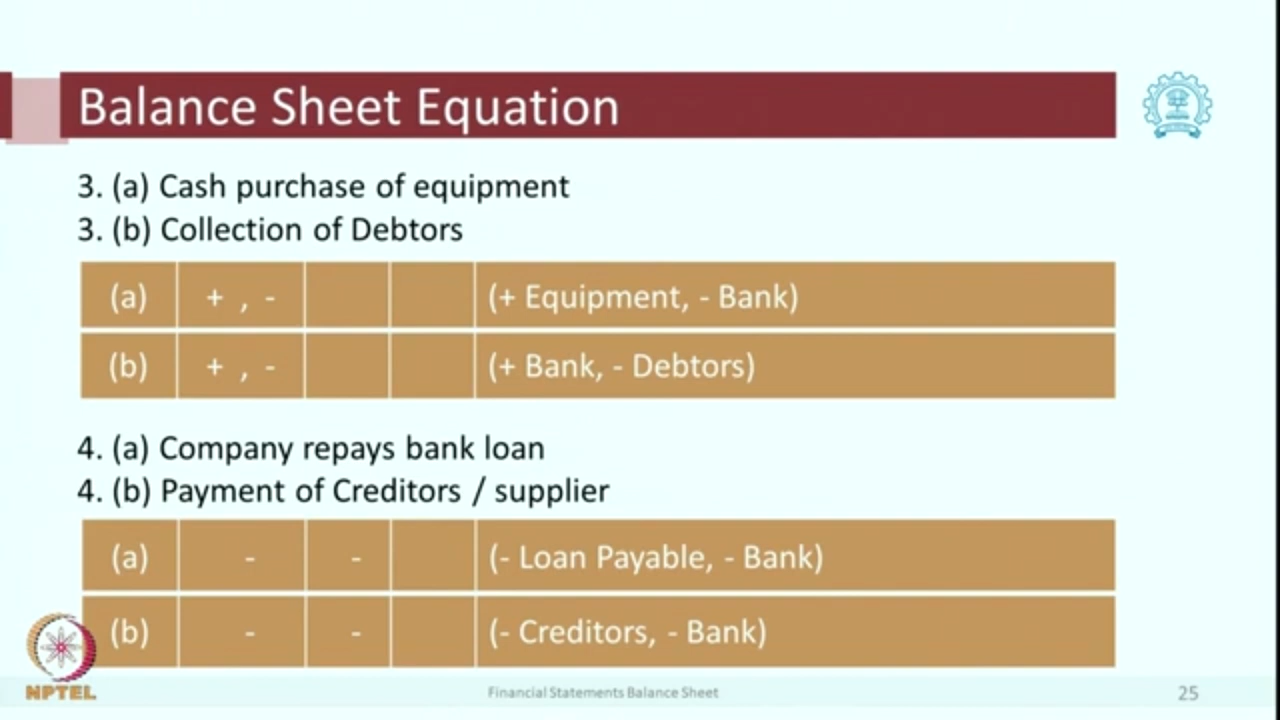 Balance Sheet Equation
3. (a) Cash purchase of equipment
3. (b) Collection of Debtors
(a) + , - (+ Equipment, - Bank)
(b) + , - (+ Bank, - Debtors)
4. (a) Company repays bank loan
4. (b) Payment of Creditors / supplier
(a) - - (- Loan Payable, - Bank)
(b) - - (- Creditors, - Bank)
NPTEL
Financial Statements Balance Sheet
25